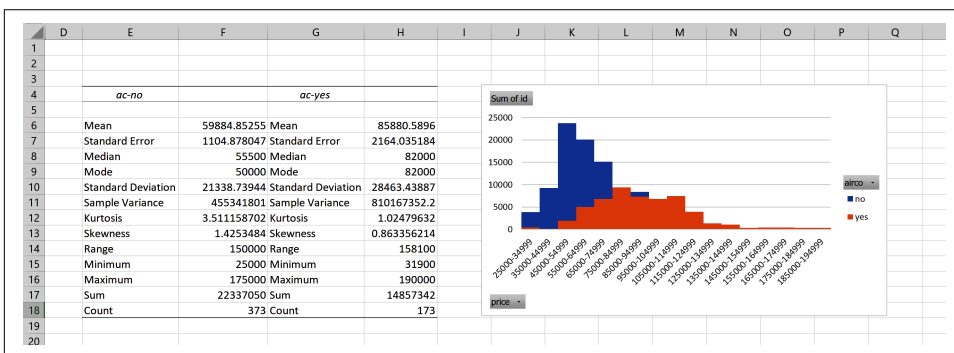 D E F G H I J K L M N O P Q
1
2
3
4 ac-no ac-yes
5
6 Mean 59884.85255 Mean 85880.5896
7 Standard Error 1104.878047 Standard Error 2164.035184
8 Median 55500 Median 82000
9 Mode 50000 Mode 82000
10 Standard Deviation 21338.73944 Standard Deviation 28463.43887
11 Sample Variance 455341801 Sample Variance 810167352.2
12 Kurtosis 3.511158702 Kurtosis 1.02479632
13 Skewness 1.4253484 Skewness 0.863356214
14 Range 150000 Range 158100
15 Minimum 25000 Minimum 31900
16 Maximum 175000 Maximum 190000
17 Sum 22337050 Sum 14857342
18 Count 373 Count 173
19
20
Sum of id
25000
20000
15000
10000
5000
0
25000-34999
35000-44999
45000-54999
55000-64999
65000-74999
75000-84999
85000-94999
95000-104999
105000-114999
115000-124999
125000-134999
135000-144999
145000-154999
155000-164999
165000-174999
175000-184999
185000-194999
airco
no
yes
price